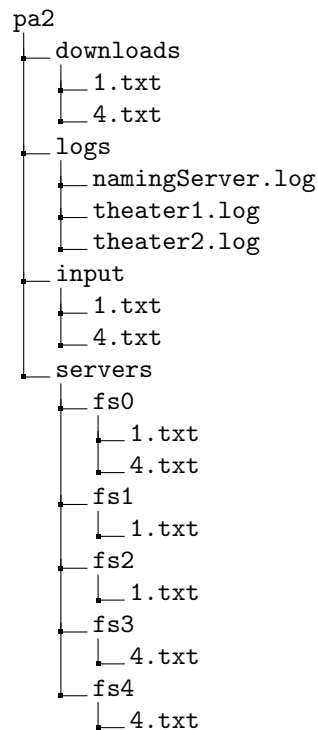 pa2
downloads
1.txt
4.txt
logs
namingServer.log
theater1.log
theater2.log
input
1.txt
4.txt
servers
fs0
1.txt
4.txt
fs1
1.txt
fs2
1.txt
fs3
4.txt
fs4
4.txt